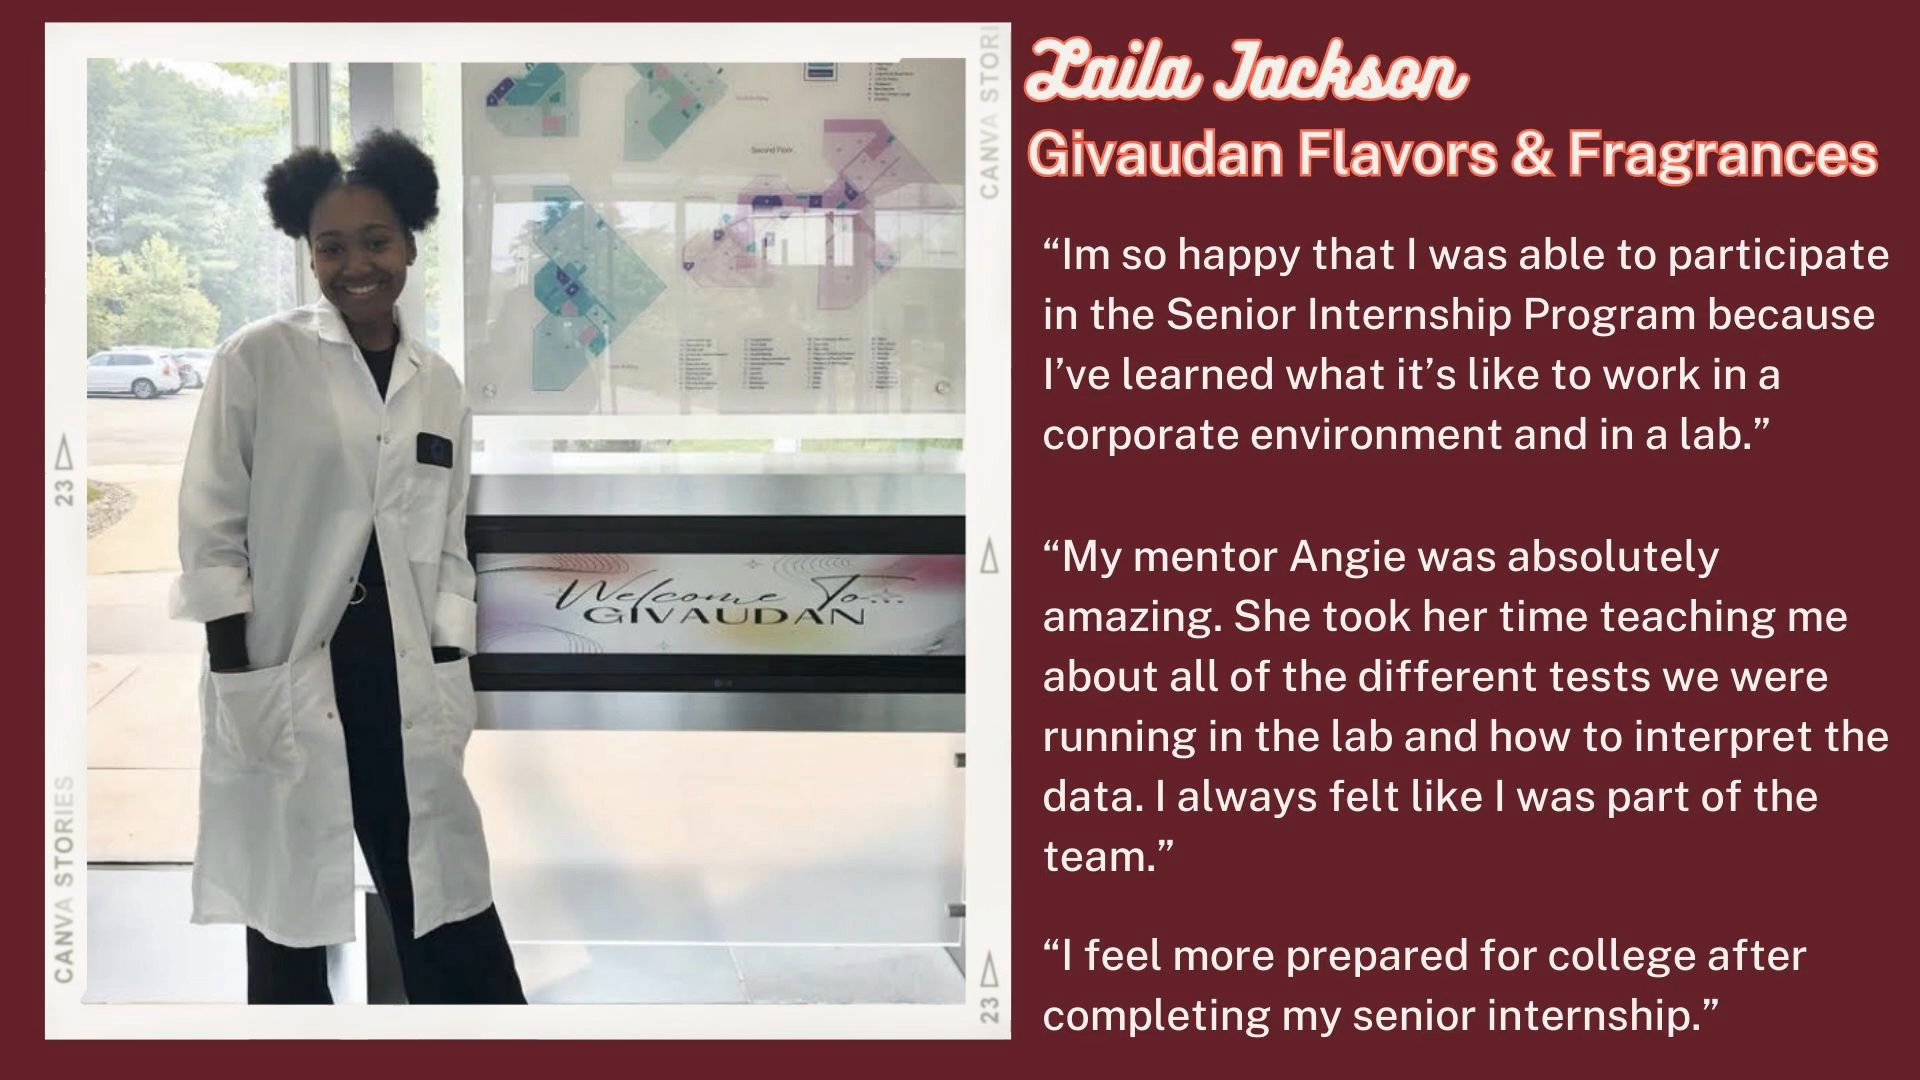 Laila Jackson
Givaudan Flavors & Fragrances
“Im so happy that I was able to participate
in the Senior Internship Program because
I’ve learned what it’s like to work in a
corporate environment and in a lab.”
“My mentor Angie was absolutely
amazing. She took her time teaching me
about all of the different tests we were
running in the lab and how to interpret the
data. I always felt like I was part of the
team.”
“I feel more prepared for college after
completing my senior internship.”
CANVA STORIES
23
CANVA STORI
23
Second Floor
Welcome To...
GIVAUDAN
LG